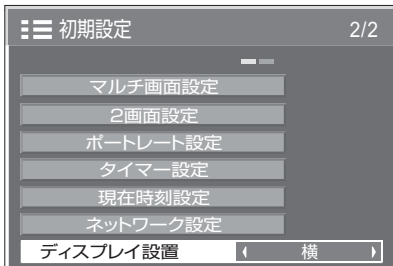 初期設定 2/2
マルチ画面設定
2画面設定
ポートレート設定
タイマー設定
現在時刻設定
ネットワーク設定
ディスプレイ設置 横